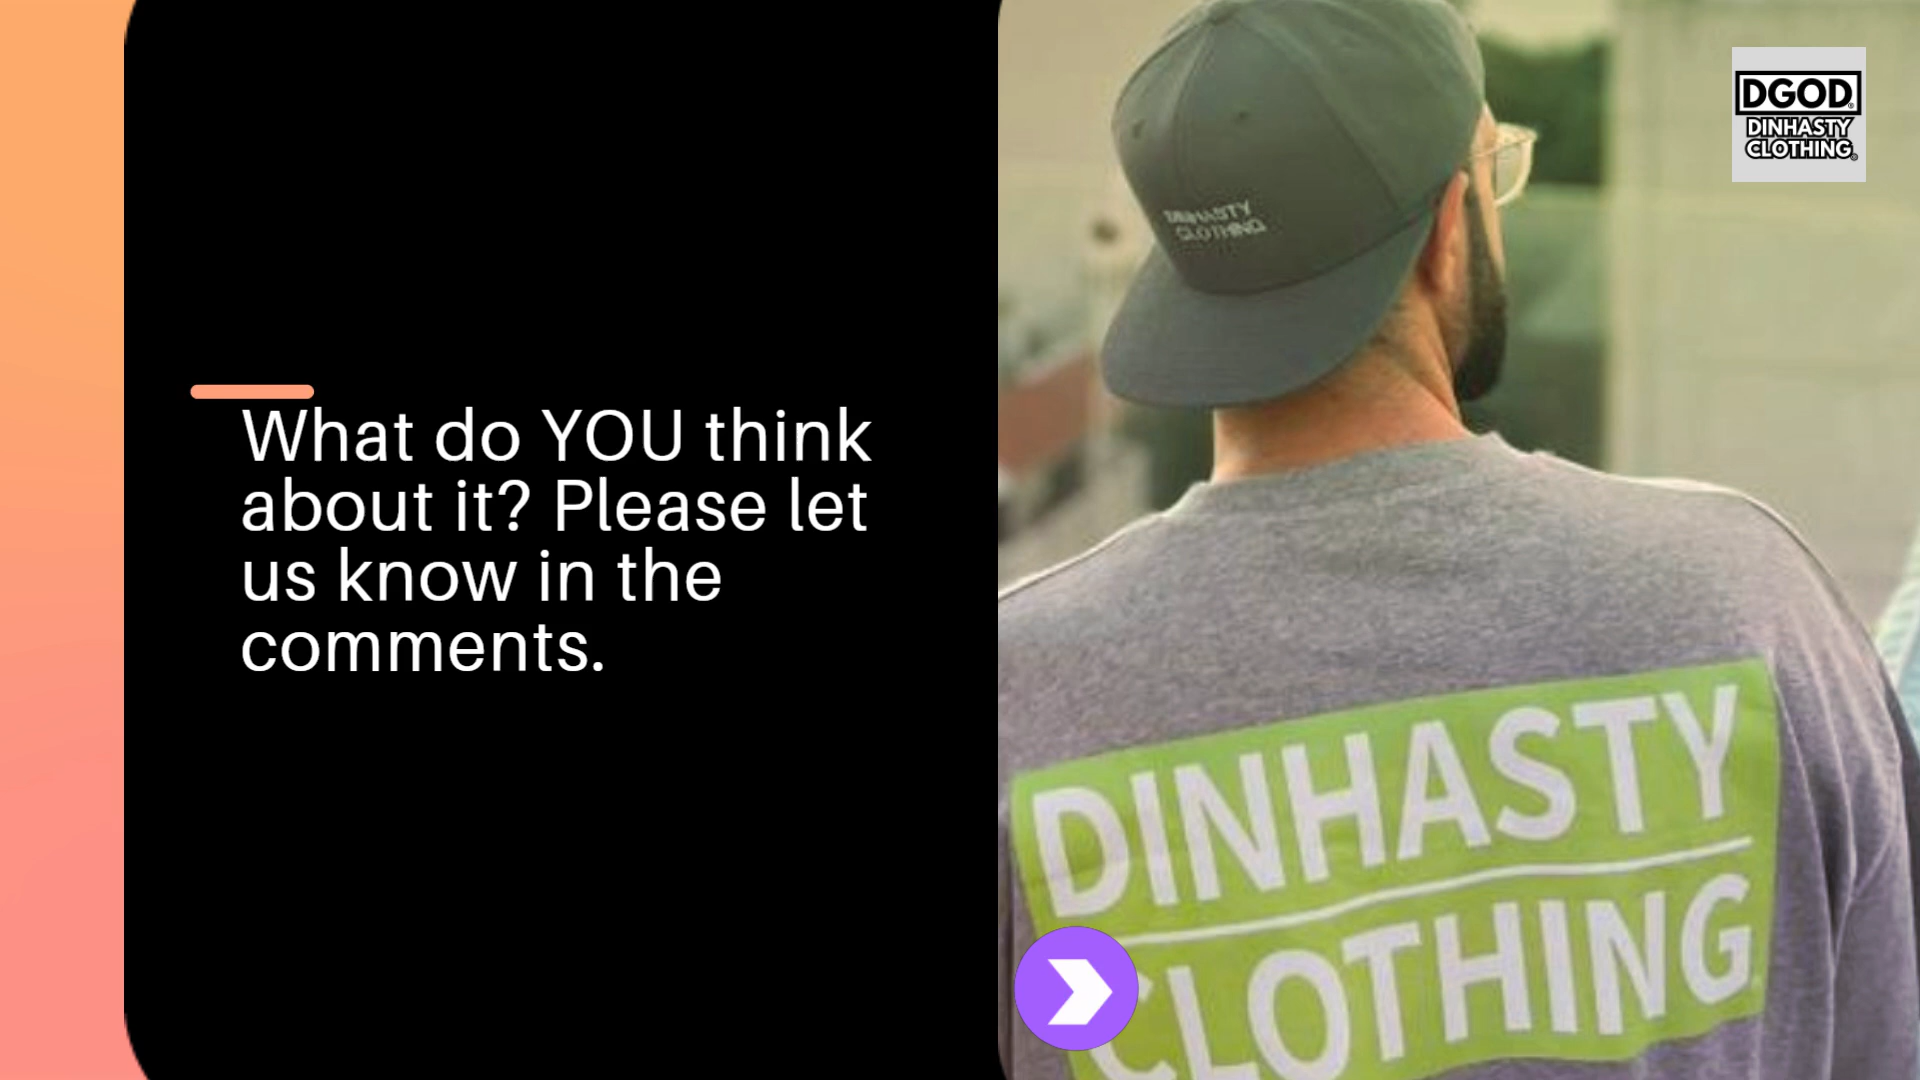 What do YOU think
about it? Please let
us know in the
comments.
DGOD®
DINHASTY
CLOTHING®
DINHASTY
CLOTHING
DINHASTY
CLOTHING